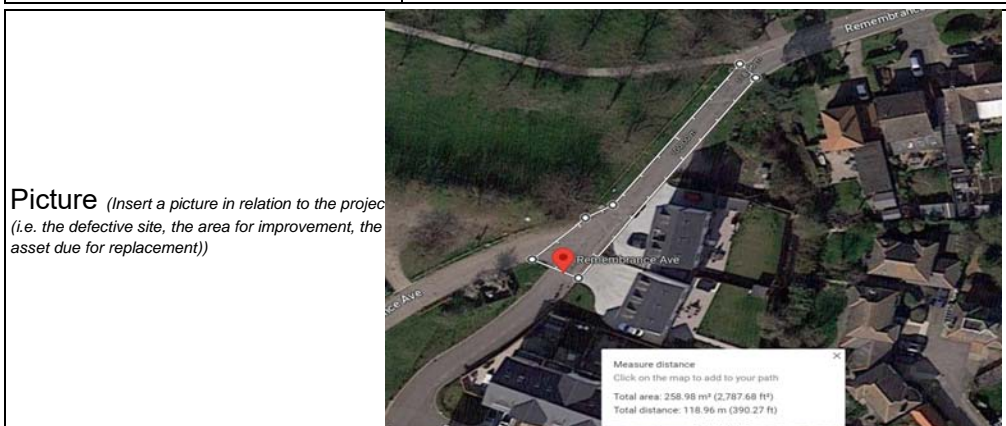 Picture (Insert a picture in relation to the projec
(i.e. the defective site, the area for improvement, the
asset due for replacement))
Remembrance
Remembrance Ave
Ave
Measure distance
Click on the map to add to your path
Total area: 258.98 m² (2,787.68 ft²)
Total distance: 118.96 m (390.27 ft)